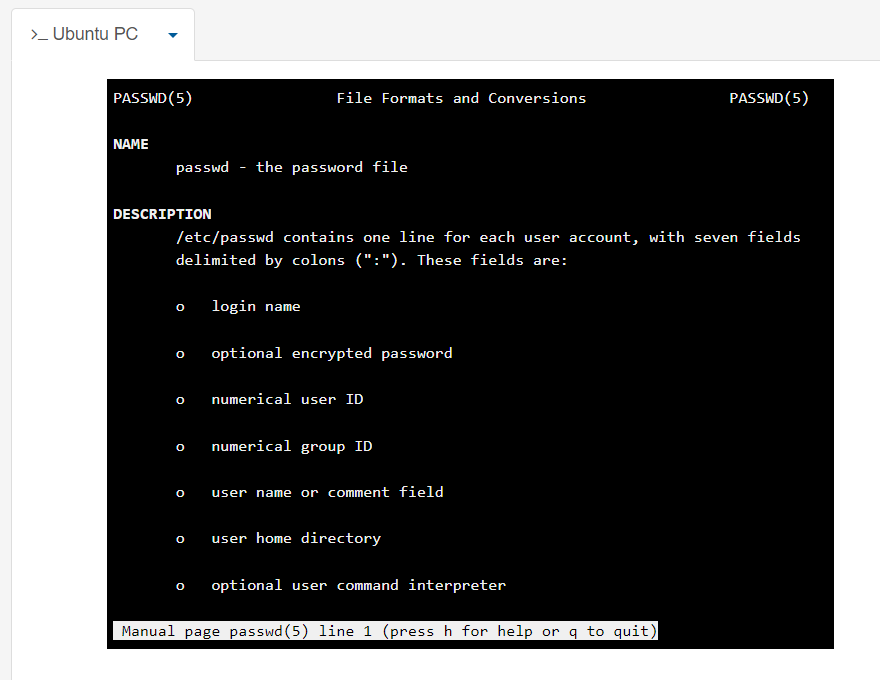 >_ Ubuntu PC
PASSWD(5) File Formats and Conversions PASSWD(5)
NAME
passwd - the password file
DESCRIPTION
/etc/passwd contains one line for each user account, with seven fields
delimited by colons (":"). These fields are:
o login name
o optional encrypted password
o numerical user ID
o numerical group ID
o user name or comment field
o user home directory
o optional user command interpreter
Manual page passwd(5) line 1 (press h for help or q to quit)